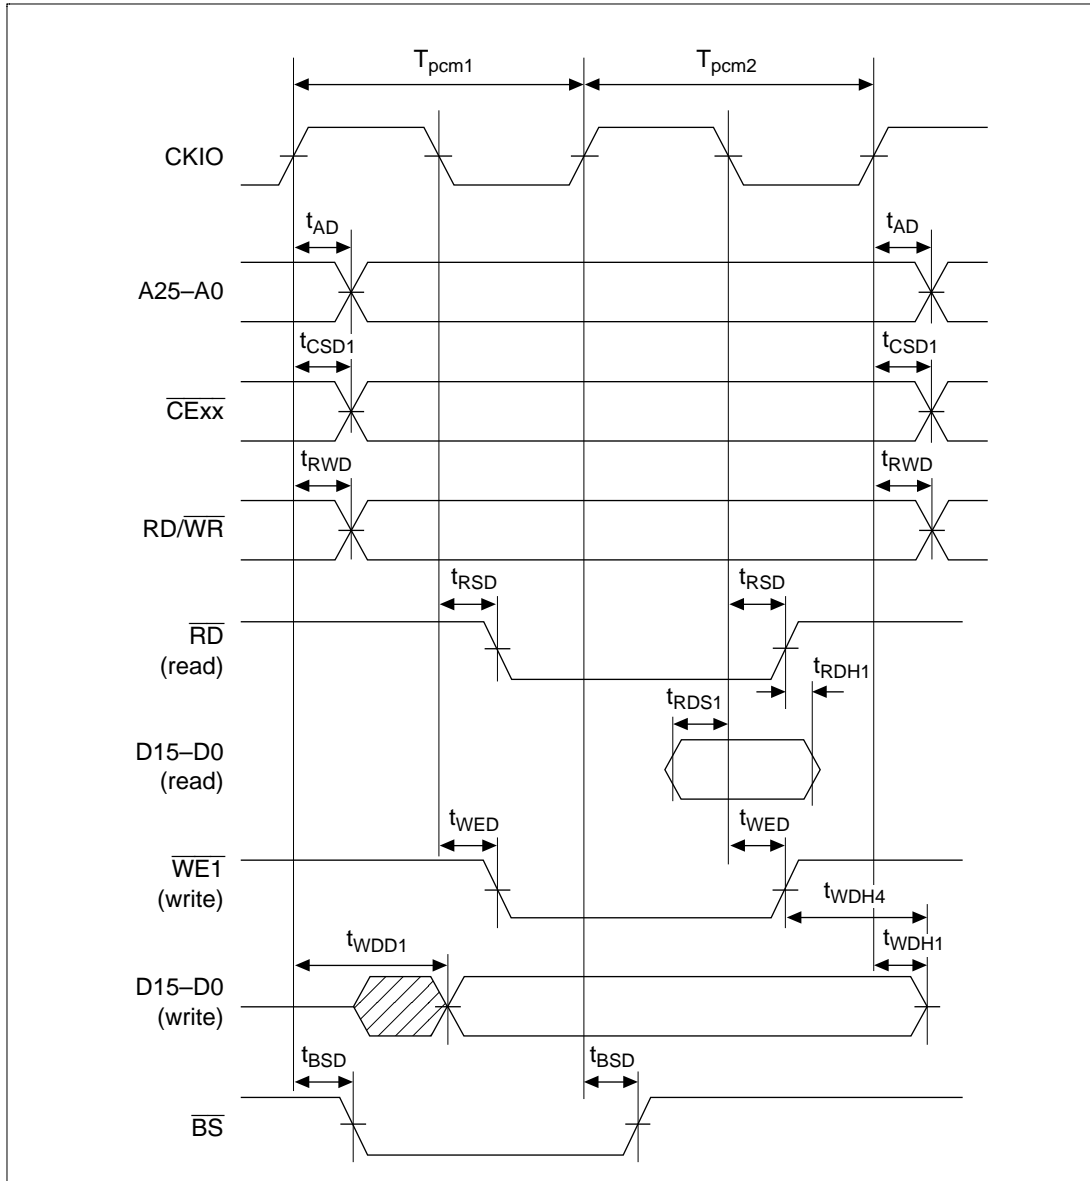 Tpcm1 Tpcm2
CKIO
tAD tAD
A25–A0
tCSD1 tCSD1
CExx
tRWD tRWD
RD/WR
tRSD tRSD
RD
(read)
tRDH1
tRDS1
D15–D0
(read)
tWED tWED
WE1
(write)
tWDH4
tWDD1 tWDH1
D15–D0
(write)
tBSD tBSD
BS